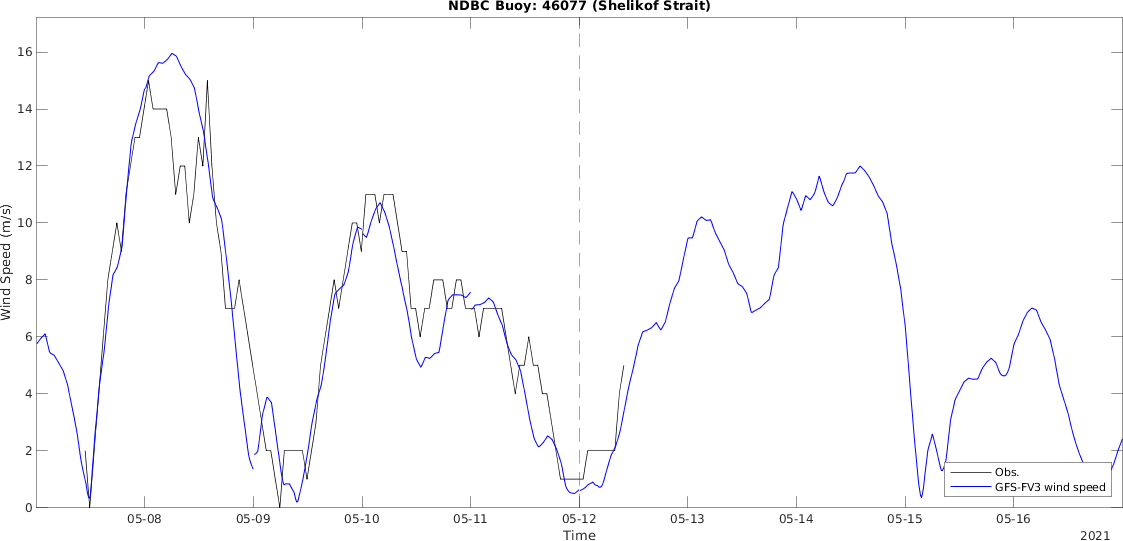 NDBC Buoy: 46077 (Shelikof Strait)
Wind Speed (m/s)
16
14
12
10
8
6
4
2
0
05-08 05-09 05-10 05-11 05-12 05-13 05-14 05-15 05-16
Time
2021
Obs.
GFS-FV3 wind speed